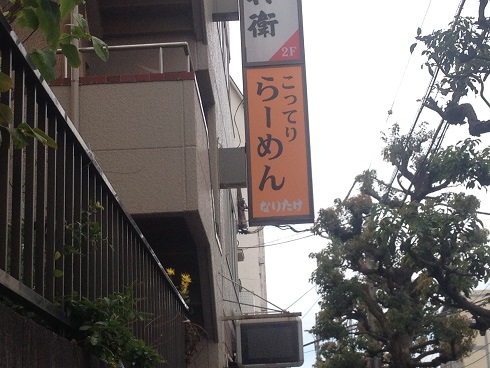 衛
2F
こってり
らーめん
なりたけ